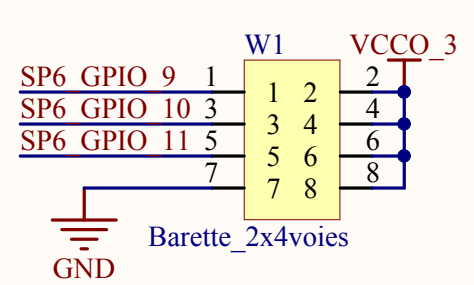 W1 VCCO_3
SP6_GPIO_9 1 1 2 2
SP6_GPIO_10 3 3 4 4
SP6_GPIO_11 5 5 6 6
7 7 8 8
Barette_2x4voies
GND